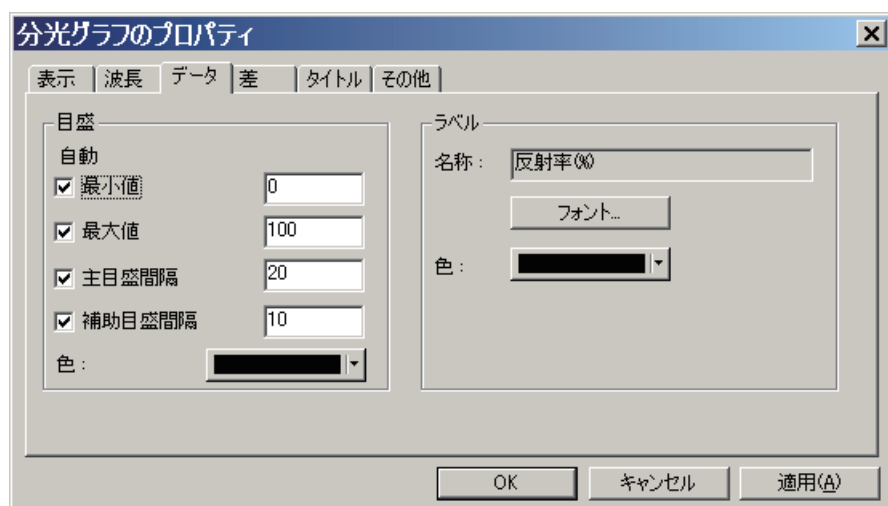 分光グラフのプロパティ
表示 波長 データ 差 タイトル その他
目盛
自動
最小値 0
最大値 100
主目盛間隔 20
補助目盛間隔 10
色 :
ラベル
名称 : 反射率(%)
フォント...
色 :
OK キャンセル 適用(A)